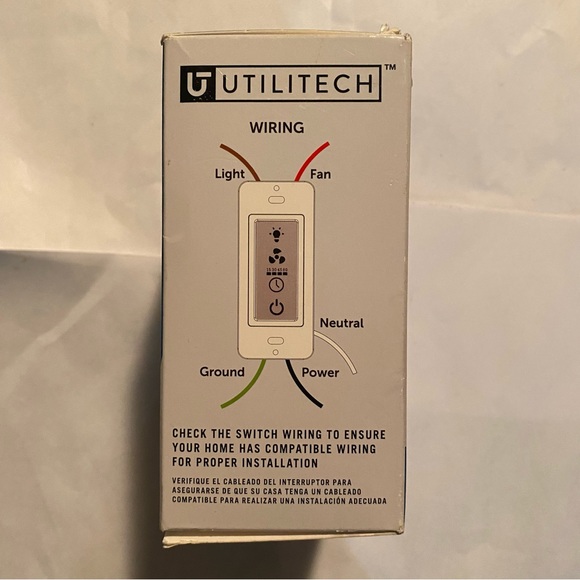 UTILITECH™
WIRING
Light Fan
Neutral
Ground Power
CHECK THE SWITCH WIRING TO ENSURE
YOUR HOME HAS COMPATIBLE WIRING
FOR PROPER INSTALLATION
VERIFIQUE EL CABLEADO DEL INTERRUPTOR PARA
ASEGURARSE DE QUE SU CASA TENGA UN CABLEADO
COMPATIBLE PARA REALIZAR UNA INSTALACIÓN ADECUADA